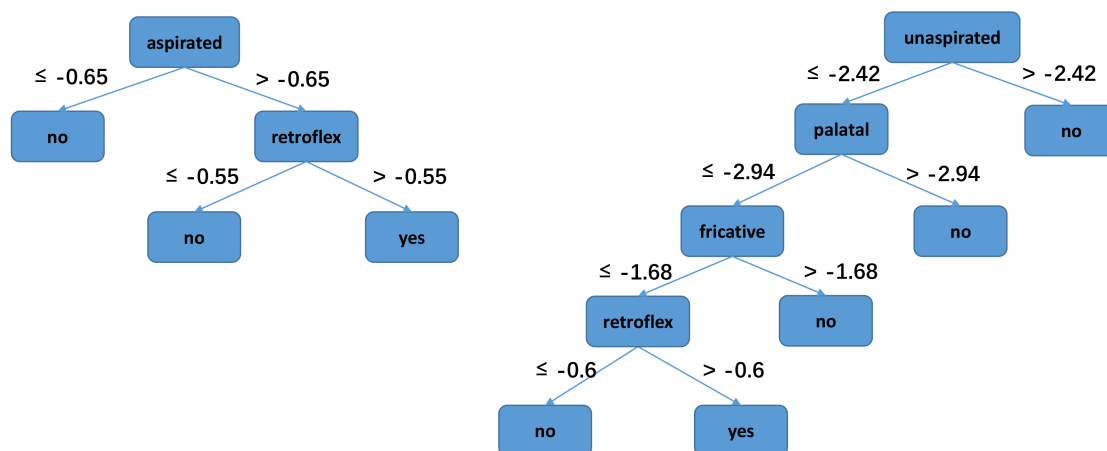 aspirated
≤ -0.65
> -0.65
no
retroflex
≤ -0.55
> -0.55
no
yes
unaspirated
≤ -2.42
> -2.42
palatal
no
≤ -2.94
> -2.94
fricative
no
≤ -1.68
> -1.68
retroflex
no
≤ -0.6
> -0.6
no
yes